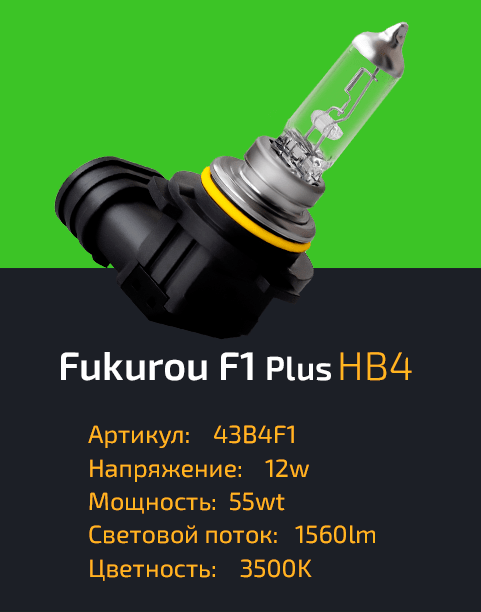 Fukurou F1 Plus HB4
Артикул: 43B4F1
Напряжение: 12w
Мощность: 55wt
Световой поток: 1560lm
Цветность: 3500K